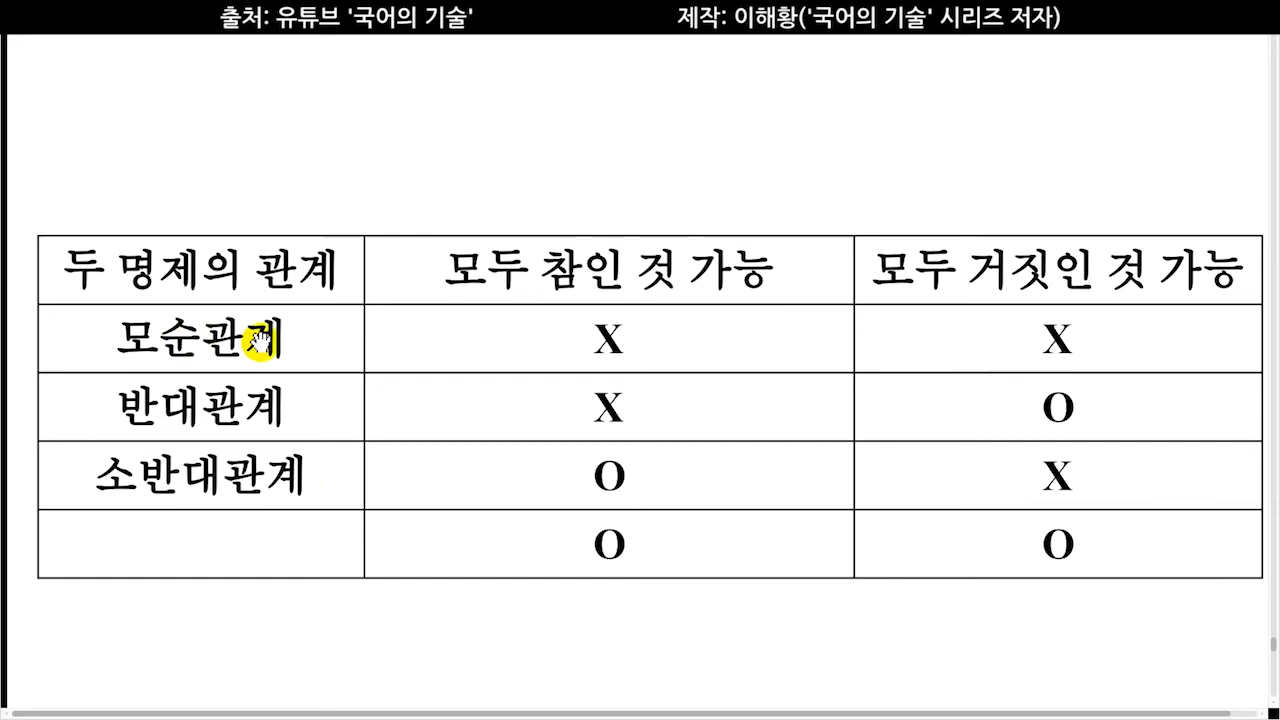 출처: 유튜브 '국어의 기술' 제작: 이해황('국어의 기술' 시리즈 저자)
두 명제의 관계 모두 참인 것 가능 모두 거짓인 것 가능
모순관계 X X
반대관계 X O
소반대관계 O X
O O